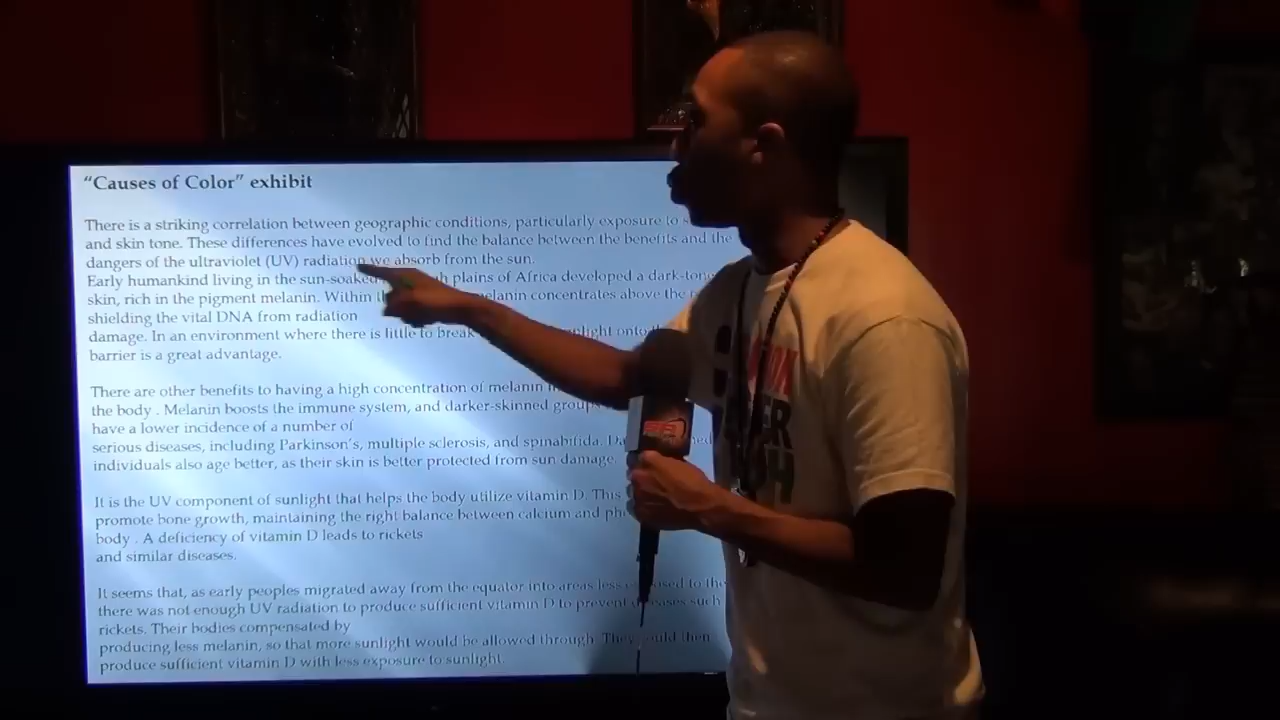 “Causes of Color” exhibit
There is a striking correlation between geographic conditions, particularly exposure to
and skin tone. These differences have evolved to find the balance between the benefits and the
dangers of the ultraviolet (UV) radiation we absorb from the sun.
Early humankind living in the sun-soaked plains of Africa developed a dark-tone
skin, rich in the pigment melanin. Within melanin concentrates above the
shielding the vital DNA from radiation
damage. In an environment where there is little to break onto
barrier is a great advantage.
There are other benefits to having a high concentration of melanin
the body . Melanin boosts the immune system, and darker-skinned
have a lower incidence of a number of
serious diseases, including Parkinson's, multiple sclerosis, and spinabifida.
individuals also age better, as their skin is better protected from sun damage.
It is the UV component of sunlight that helps the body utilize vitamin D. This
promote bone growth, maintaining the right balance between calcium and
body . A deficiency of vitamin D leads to rickets
and similar diseases.
It seems that, as early peoples migrated away from the equator into areas less to the
there was not enough UV radiation to produce sufficient vitamin D to prevent such
rickets. Their bodies compensated by
producing less melanin, so that more sunlight would be allowed through. They then
produce sufficient vitamin D with less exposure to sunlight.